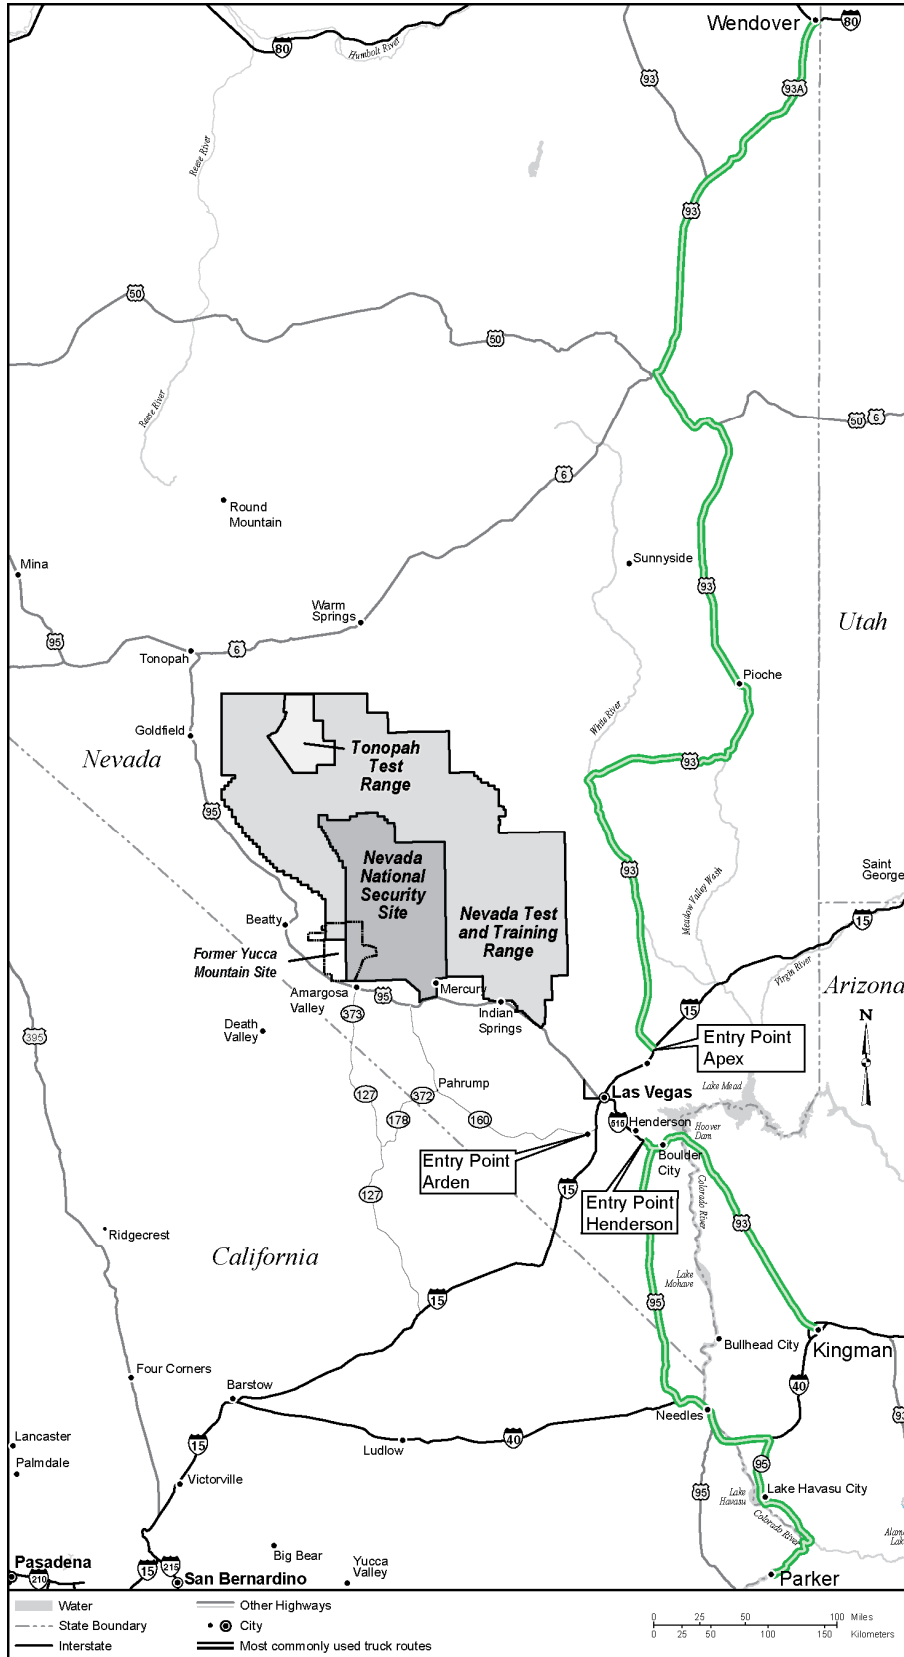 Wendover
80
80
Humbolt River
93
93A
Reese River
93
50
50
Reese River
50
6
6
Round
Mountain
Sunnyside
Mina
93
Warm
Springs
Utah
95
6
Tonopah
Pioche
White River
Goldfield
Nevada
Tonopah
Test
Range
93
95
Nevada
National
Security
Site
93
Meadow Valley Wash
Saint
George
Beatty
Nevada Test
and Training
Range
15
Former Yucca
Mountain Site
Virgin River
Mercury
Arizona
Amargosa
Valley
95
Indian
Springs
15
373
N
Death
Valley
Entry Point
Apex
395
Lake Mead
Pahrump
Las Vegas
127
372
178
160
515
Henderson
Hoover
Dam
Boulder
City
Entry Point
Arden
15
127
Entry Point
Henderson
Colorado River
93
Ridgecrest
California
Lake
Mohave
15
95
Bullhead City
Kingman
Four Corners
40
Barstow
Needles
93
Lancaster
15
Ludlow
40
Palmdale
95
Victorville
95
Lake
Havasu
Lake Havasu City
Colorado River
Alamo
Lake
Big Bear
Yucca
Valley
Pasadena
210
15
215
San Bernardino
Parker
Water
Other Highways
State Boundary
City
Interstate
Most commonly used truck routes
0 25 50 100 Miles
0 25 50 100 150 Kilometers